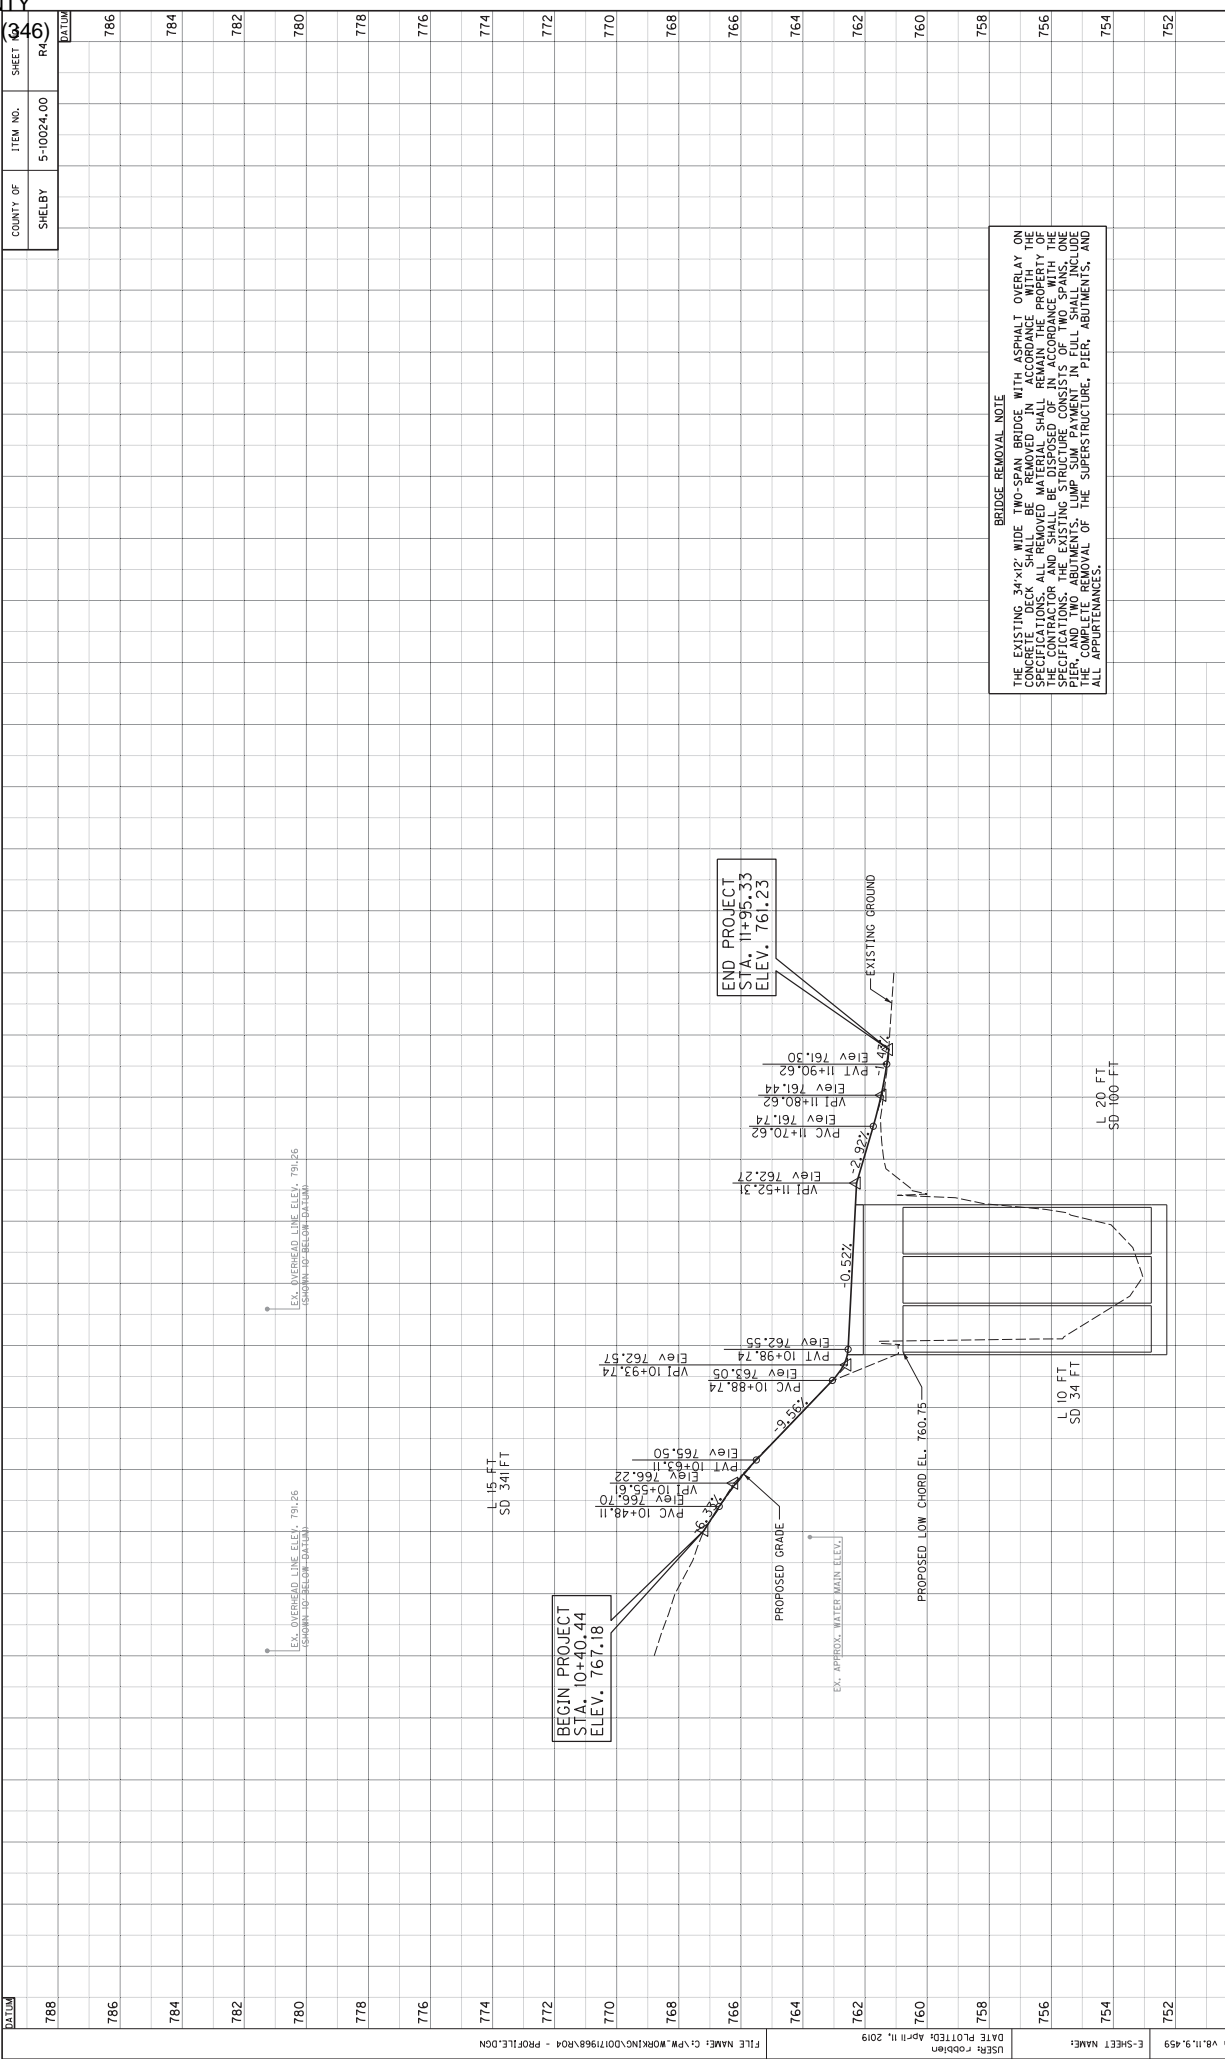 (346)
COUNTY OF
ITEM NO.
SHEET
SHELBY
5-10024.00
R4
DATUM
786
784
782
780
778
776
774
772
770
768
766
764
762
760
758
756
754
752
BRIDGE REMOVAL NOTE
THE EXISTING 34'x12' WIDE TWO-SPAN BRIDGE WITH ASPHALT OVERLAY ON
CONCRETE DECK SHALL BE REMOVED IN ACCORDANCE WITH THE
SPECIFICATIONS. ALL REMOVED MATERIAL SHALL REMAIN THE PROPERTY OF
THE CONTRACTOR AND SHALL BE DISPOSED OF IN ACCORDANCE WITH THE
SPECIFICATIONS. THE EXISTING STRUCTURE CONSISTS OF TWO SPANS, ONE
PIER, AND TWO ABUTMENTS. LUMP SUM PAYMENT IN FULL SHALL INCLUDE
THE COMPLETE REMOVAL OF THE SUPERSTRUCTURE, PIER, ABUTMENTS, AND
ALL APPURTENANCES.
END PROJECT
STA. 11+95.33
ELEV. 761.23
EXISTING GROUND
PVT 11+90.62
Elev 761.30
-1.43%
VPI 11+80.62
Elev 761.44
PVC 11+70.62
Elev 761.74
-2.92%
VPI 11+52.31
Elev 762.27
L 20 FT
SD 100 FT
EX. OVERHEAD LINE ELEV. 791.26
(SHOWN 10' BELOW DATUM)
-0.52%
PVT 10+98.74
Elev 762.55
VPI 10+93.74
Elev 762.57
PVC 10+88.74
Elev 763.05
L 10 FT
SD 34 FT
PROPOSED LOW CHORD EL. 760.75
-9.56%
PVT 10+63.11
Elev 765.50
VPI 10+55.61
Elev 766.22
PVC 10+48.11
Elev 766.70
-6.33%
L 15 FT
SD 341 FT
PROPOSED GRADE
EX. OVERHEAD LINE ELEV. 791.26
(SHOWN 10' BELOW DATUM)
EX. APPROX. WATER MAIN ELEV.
BEGIN PROJECT
STA. 10+40.44
ELEV. 767.18
DATUM
788
786
784
782
780
778
776
774
772
770
768
766
764
762
760
758
756
754
752
FILE NAME: C:\PW_WORKING\D0171968\R04 - PROFILE.DGN
USER: robbien
DATE PLOTTED: April 11, 2019
E-SHEET NAME:
v8.11.9.459